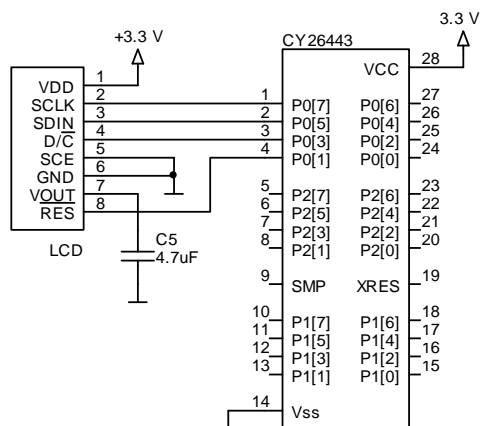 3.3 V
+3.3 V
CY26443
VCC 28
VDD 1
SCLK 2
SDIN 3
D/C 4
SCE 5
GND 6
VOUT 7
RES 8
LCD
C5
4.7uF
1 P0[7] P0[6] 27
2 P0[5] P0[4] 26
3 P0[3] P0[2] 25
4 P0[1] P0[0] 24
5 P2[7] P2[6] 23
6 P2[5] P2[4] 22
7 P2[3] P2[2] 21
8 P2[1] P2[0] 20
9 SMP XRES 19
10 P1[7] P1[6] 18
11 P1[5] P1[4] 17
12 P1[3] P1[2] 16
13 P1[1] P1[0] 15
14 Vss